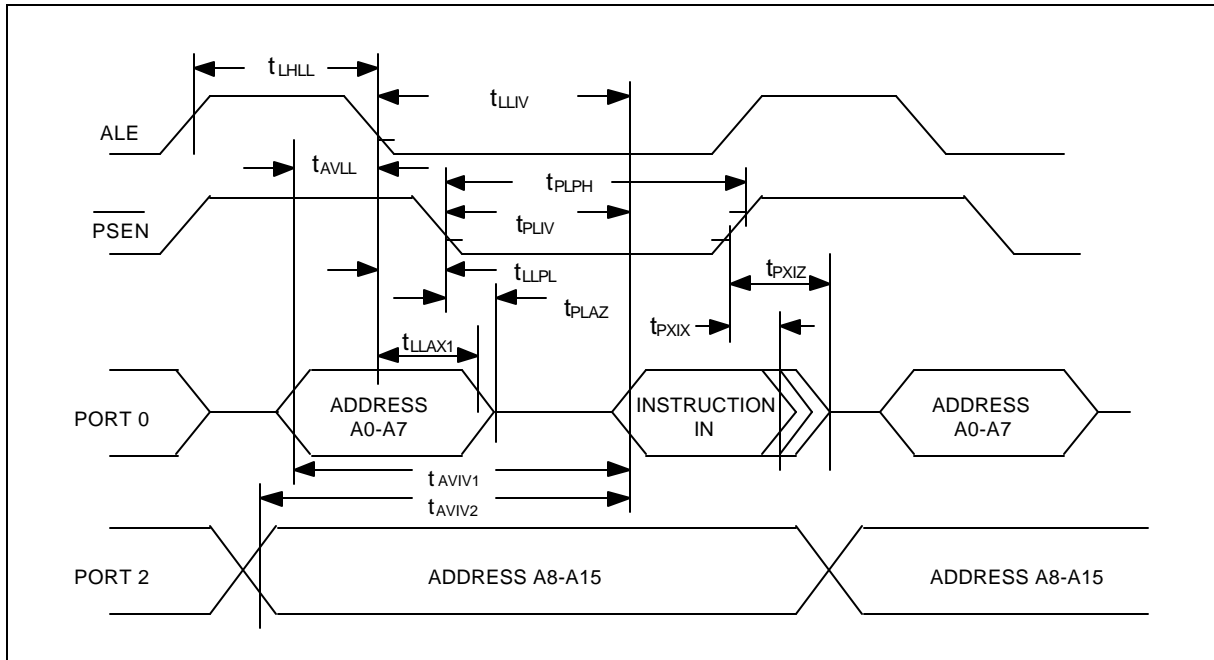 tLHLL
tLLIV
ALE
tAVLL
tPLPH
PSEN
tPLIV
tLLPL
tPXIZ
tPLAZ
tPXIX
tLLAX1
PORT 0
ADDRESS
A0-A7
INSTRUCTION
IN
ADDRESS
A0-A7
tAVIV1
tAVIV2
PORT 2
ADDRESS A8-A15
ADDRESS A8-A15